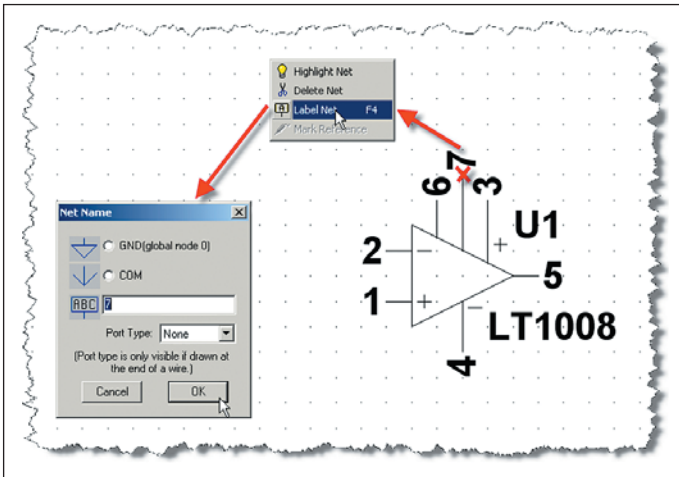 Highlight Net
Delete Net
Label Net F4
Mark Reference
Net Name
GND(global node 0)
COM
ABC 7
Port Type: None
(Port type is only visible if drawn at
the end of a wire.)
Cancel OK
7
6 3
U1
2 − +
5
1 +
− LT1008
4